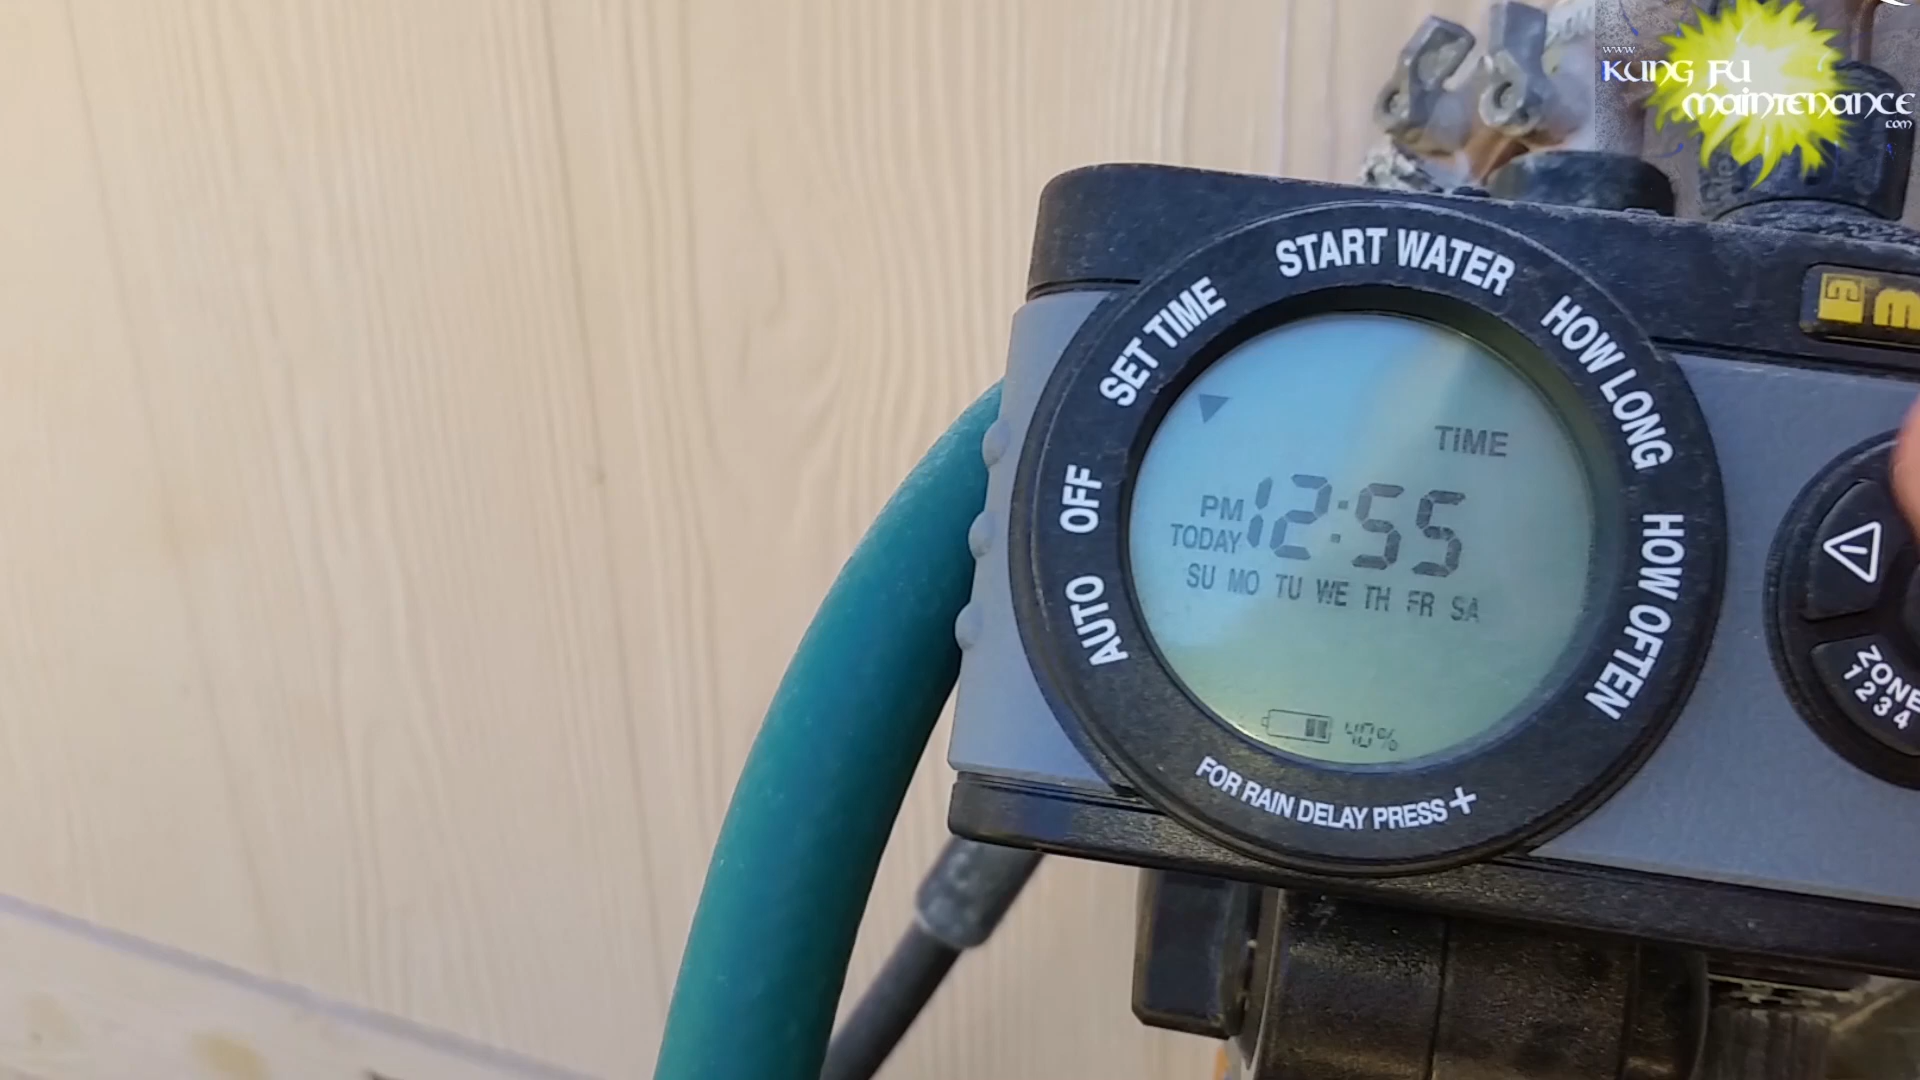 www.
KUNG FU
MAINTENANCE
.com
START WATER
SET TIME
HOW LONG
OFF
HOW OFTEN
AUTO
TIME
PM 12:55
TODAY
SU MO TU WE TH FR SA
40%
FOR RAIN DELAY PRESS +
ZONE
1 2 3 4